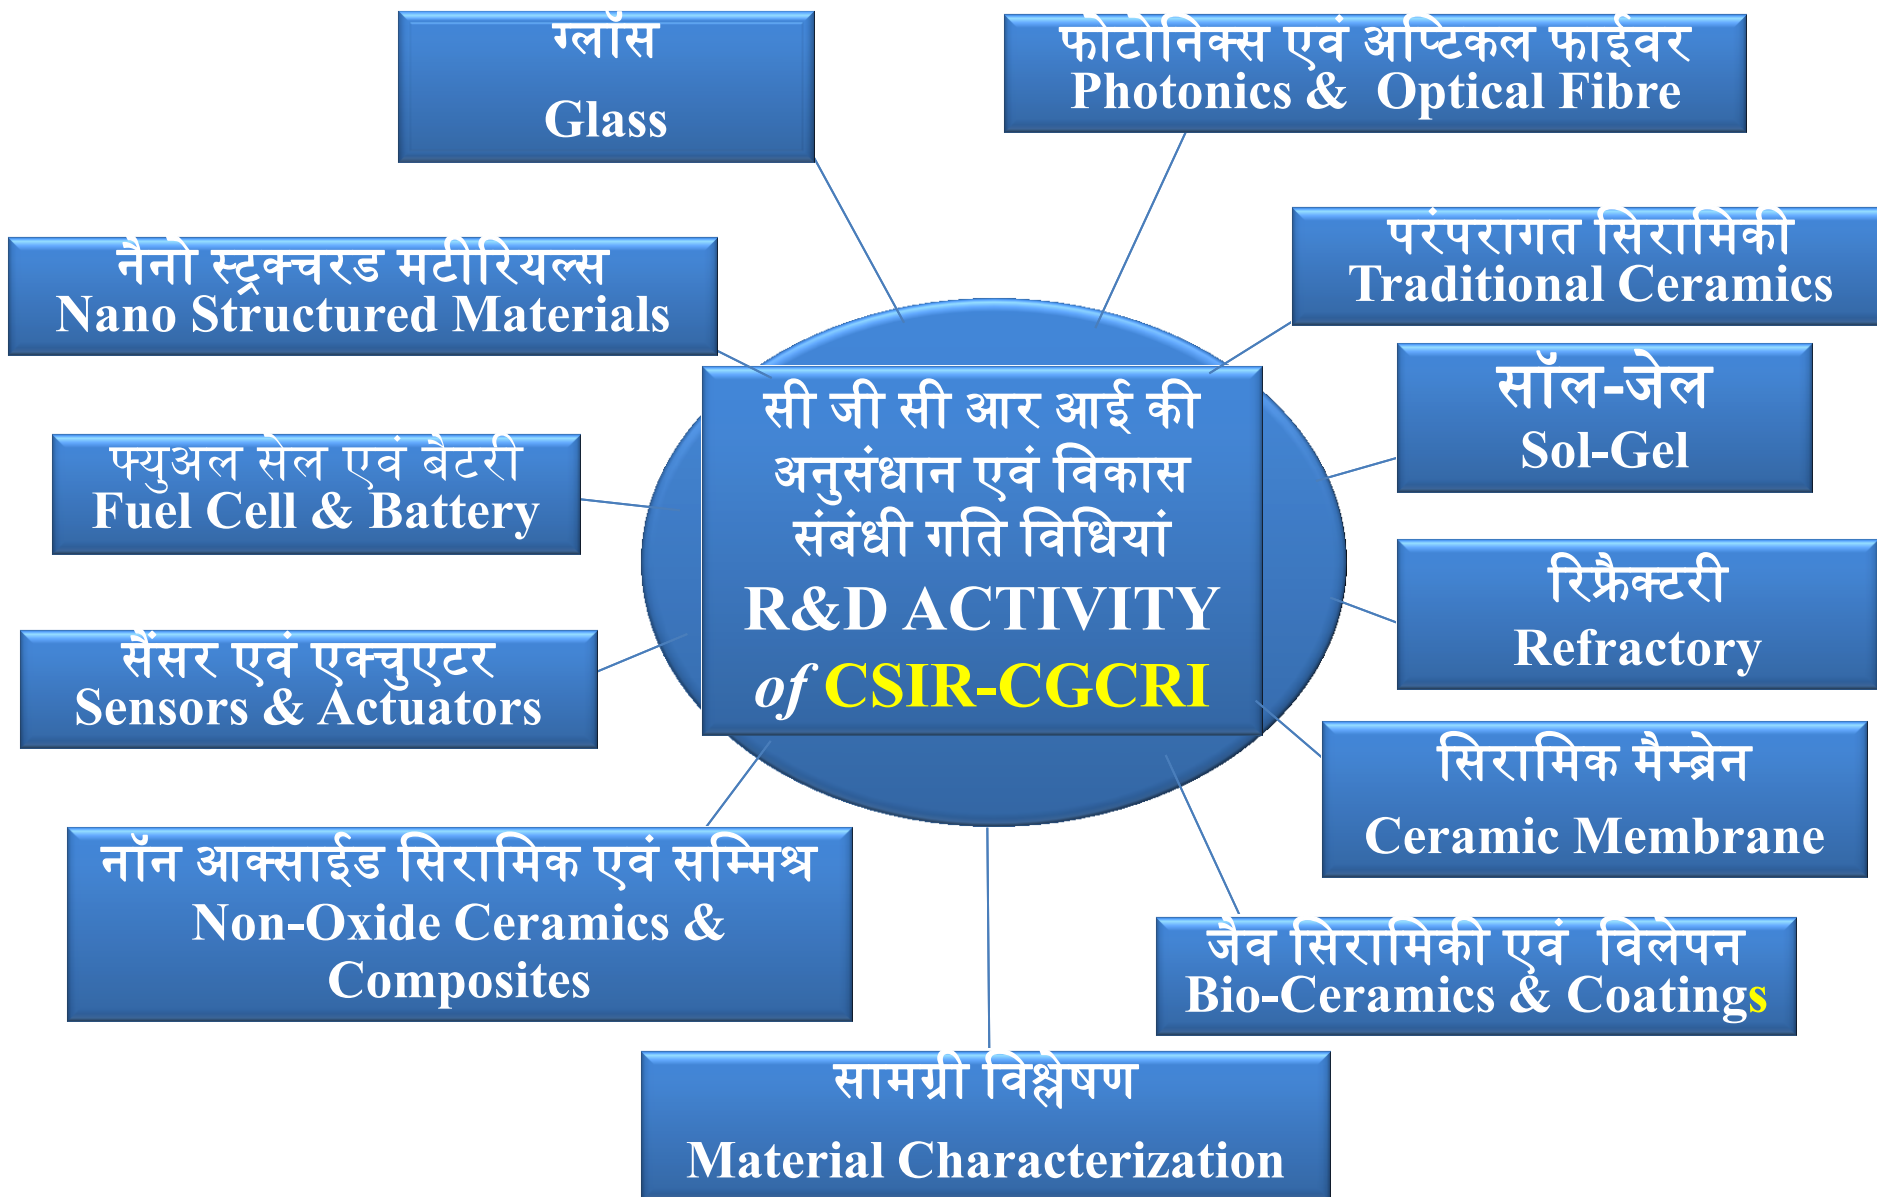 ग्लॉस
Glass
फोटोनिक्स एवं अप्टिकल फाईवर
Photonics & Optical Fibre
नैनो स्ट्रक्चरड मटीरियल्स
Nano Structured Materials
परंपरागत सिरामिकी
Traditional Ceramics
सॉल-जेल
Sol-Gel
सी जी सी आर आई की
अनुसंधान एवं विकास
संबंधी गति विधियां
R&D ACTIVITY
of CSIR-CGCRI
फ्युअल सेल एवं बैटरी
Fuel Cell & Battery
रिफ्रैक्टरी
Refractory
सैंसर एवं एक्चुएटर
Sensors & Actuators
सिरामिक मैम्ब्रेन
Ceramic Membrane
नॉन आक्साईड सिरामिक एवं सम्मिश्र
Non-Oxide Ceramics &
Composites
जैव सिरामिकी एवं विलेपन
Bio-Ceramics & Coatings
सामग्री विश्लेषण
Material Characterization